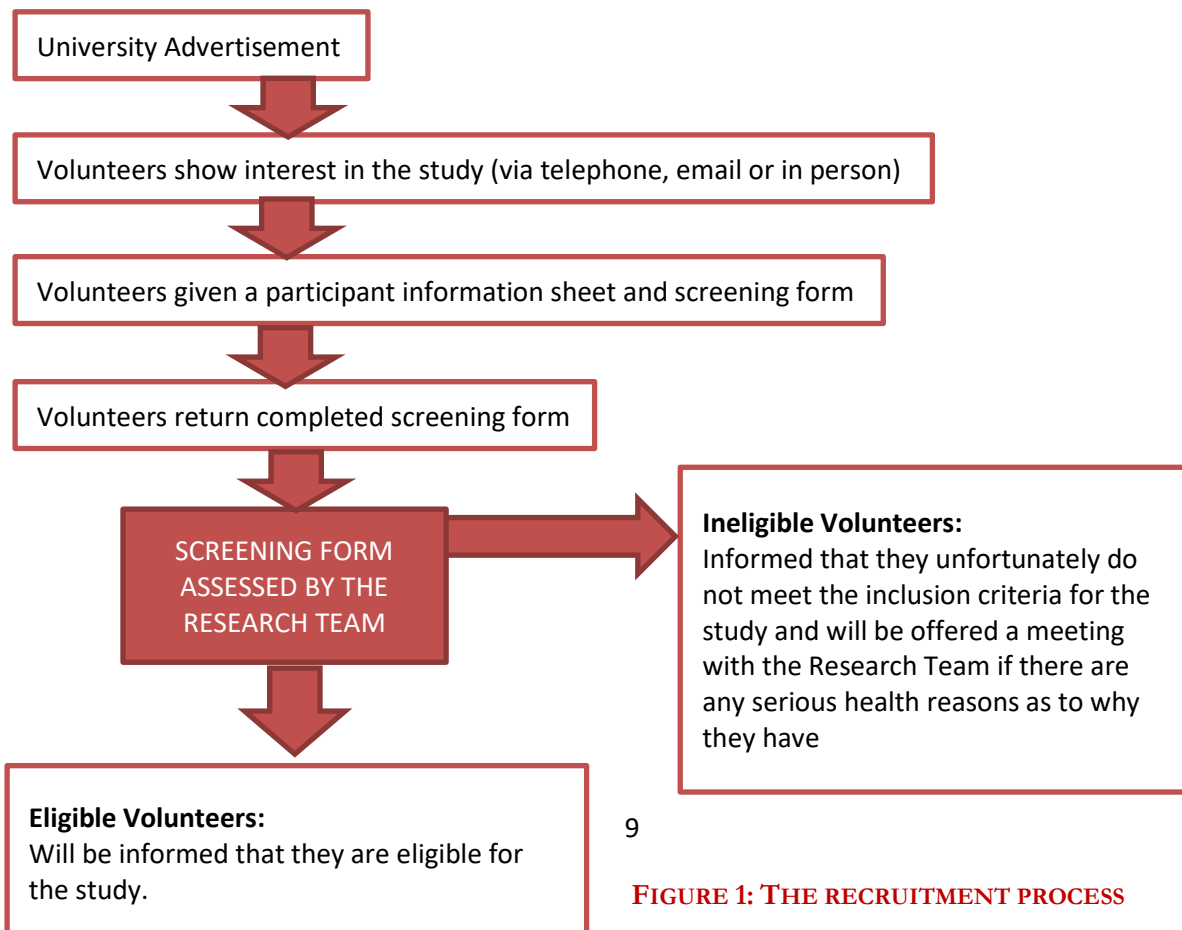 University Advertisement
Volunteers show interest in the study (via telephone, email or in person)
Volunteers given a participant information sheet and screening form
Volunteers return completed screening form
SCREENING FORM
ASSESSED BY THE
RESEARCH TEAM
Ineligible Volunteers:
Informed that they unfortunately do
not meet the inclusion criteria for the
study and will be offered a meeting
with the Research Team if there are
any serious health reasons as to why
they have
Eligible Volunteers:
Will be informed that they are eligible for
the study.
9
FIGURE 1: THE RECRUITMENT PROCESS